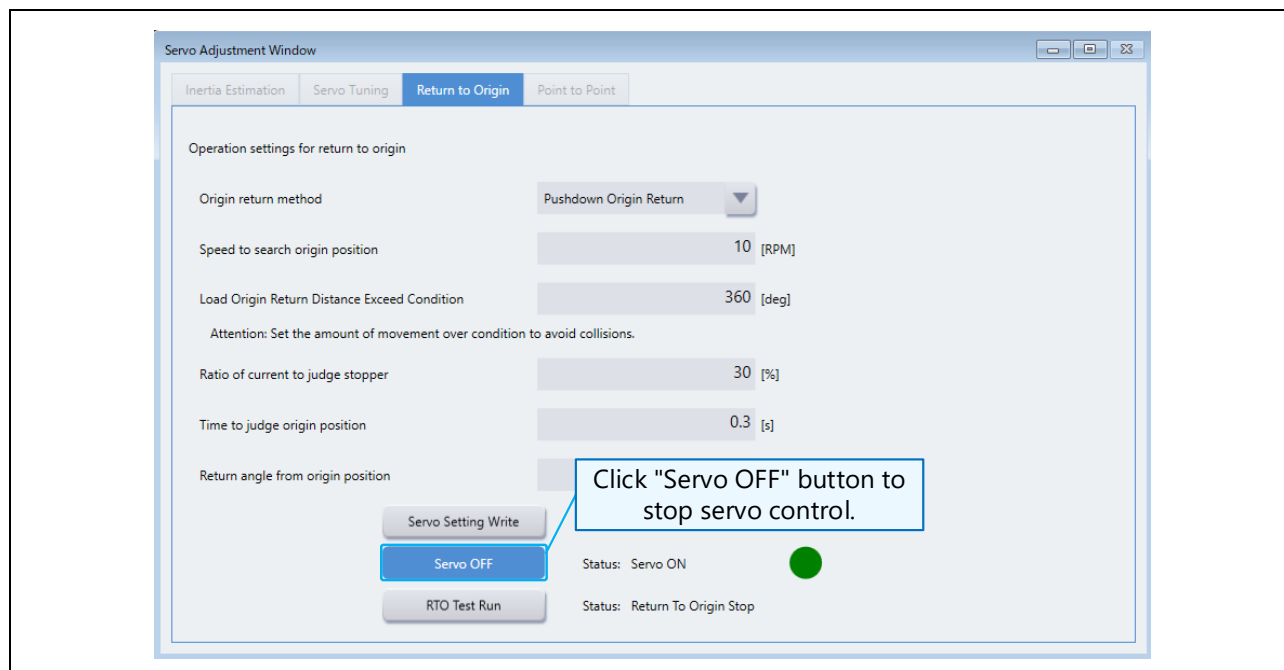 Servo Adjustment Window
Inertia Estimation Servo Tuning Return to Origin Point to Point
Operation settings for return to origin
Origin return method Pushdown Origin Return
Speed to search origin position 10 [RPM]
Load Origin Return Distance Exceed Condition 360 [deg]
Attention: Set the amount of movement over condition to avoid collisions.
Ratio of current to judge stopper 30 [%]
Time to judge origin position 0.3 [s]
Return angle from origin position
Click "Servo OFF" button to
stop servo control.
Servo Setting Write
Servo OFF Status: Servo ON
RTO Test Run Status: Return To Origin Stop